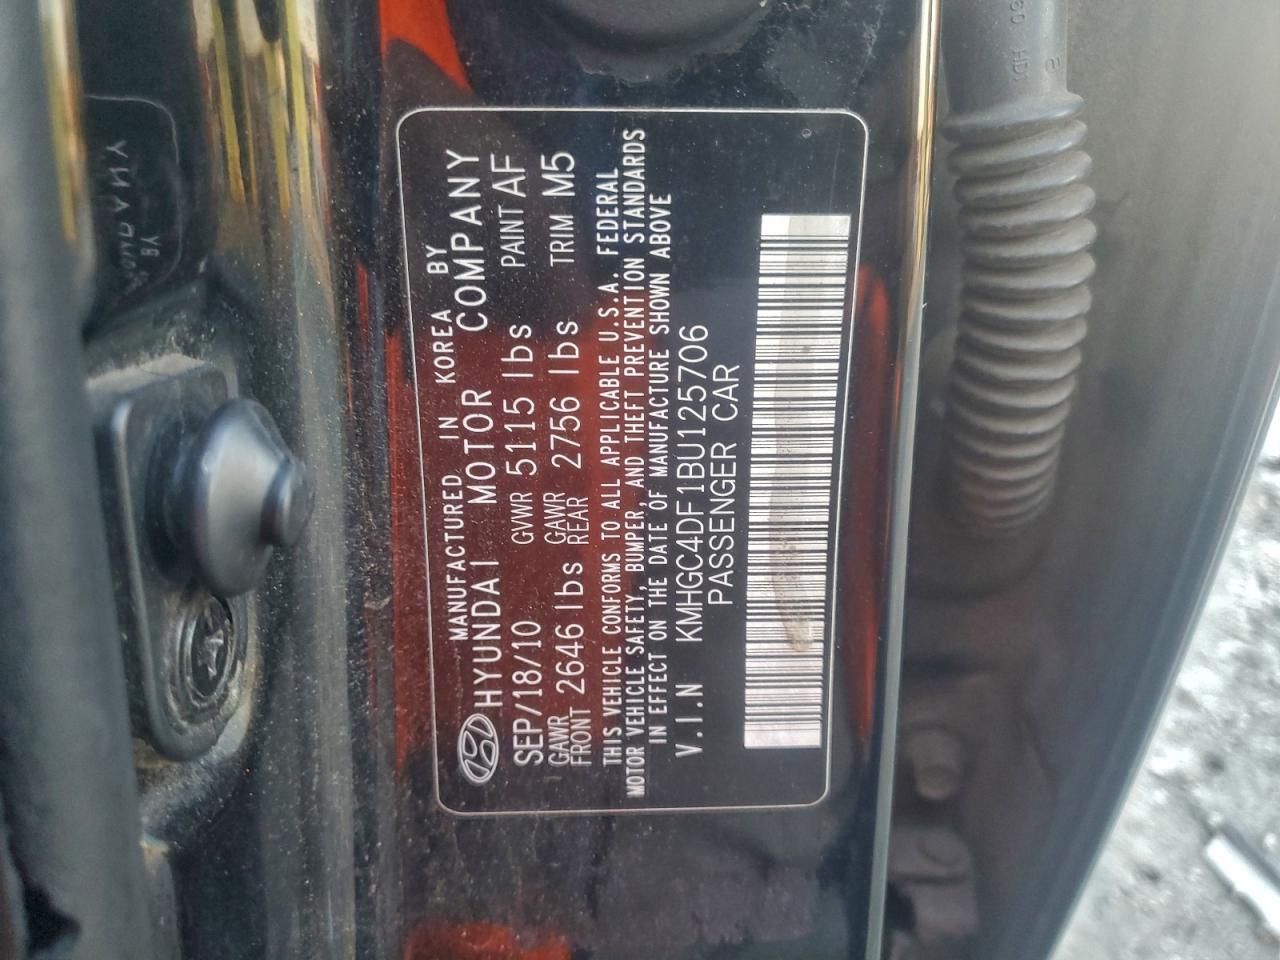 MANUFACTURED IN KOREA BY
HYUNDAI MOTOR COMPANY
SEP/18/10 GVWR 5115 lbs PAINT AF
GAWR FRONT 2646 lbs GAWR REAR 2756 lbs TRIM M5
THIS VEHICLE CONFORMS TO ALL APPLICABLE U.S.A. FEDERAL
MOTOR VEHICLE SAFETY, BUMPER, AND THEFT PREVENTION STANDARDS
IN EFFECT ON THE DATE OF MANUFACTURE SHOWN ABOVE
V.I.N KMHGC4DF1BU125706
PASSENGER CAR